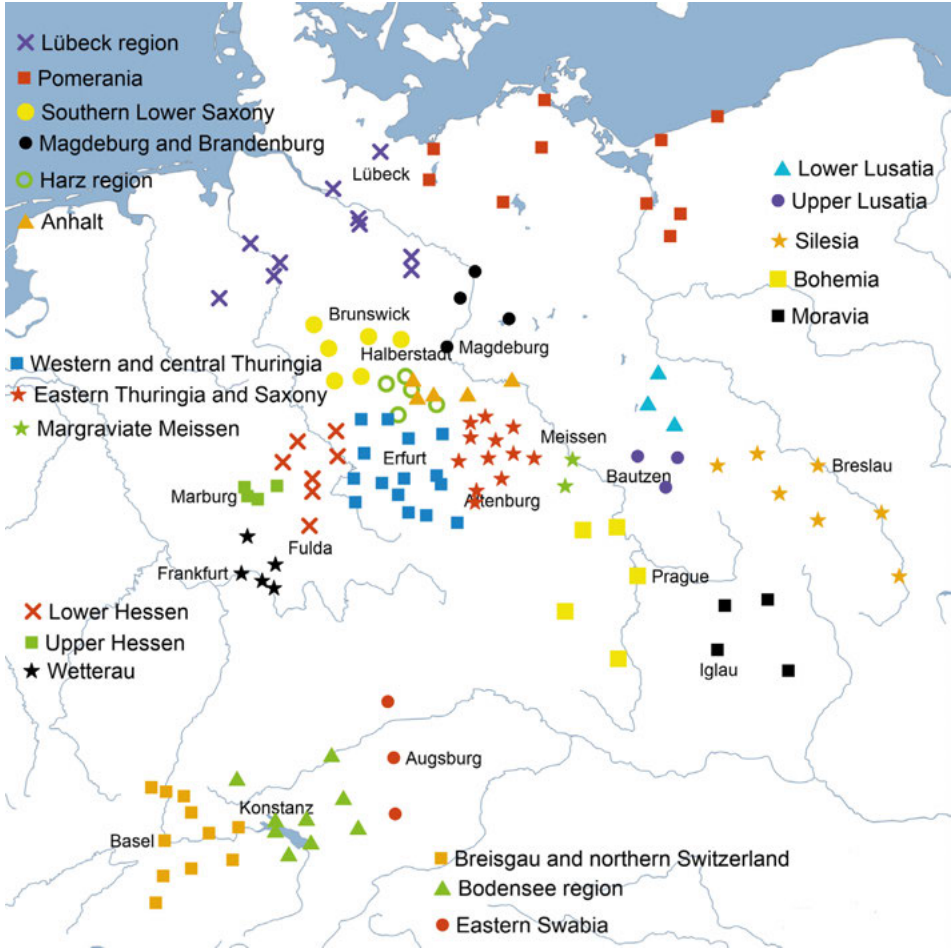 Lübeck region
Pomerania
Southern Lower Saxony
Magdeburg and Brandenburg
Harz region
Anhalt
Lübeck
Lower Lusatia
Upper Lusatia
Silesia
Bohemia
Moravia
Brunswick
Halberstadt
Magdeburg
Western and central Thuringia
Eastern Thuringia and Saxony
Margraviate Meissen
Erfurt
Meissen
Altenburg
Bautzen
Breslau
Marburg
Fulda
Frankfurt
Prague
Lower Hessen
Upper Hessen
Wetterau
Iglau
Augsburg
Konstanz
Basel
Breisgau and northern Switzerland
Bodensee region
Eastern Swabia